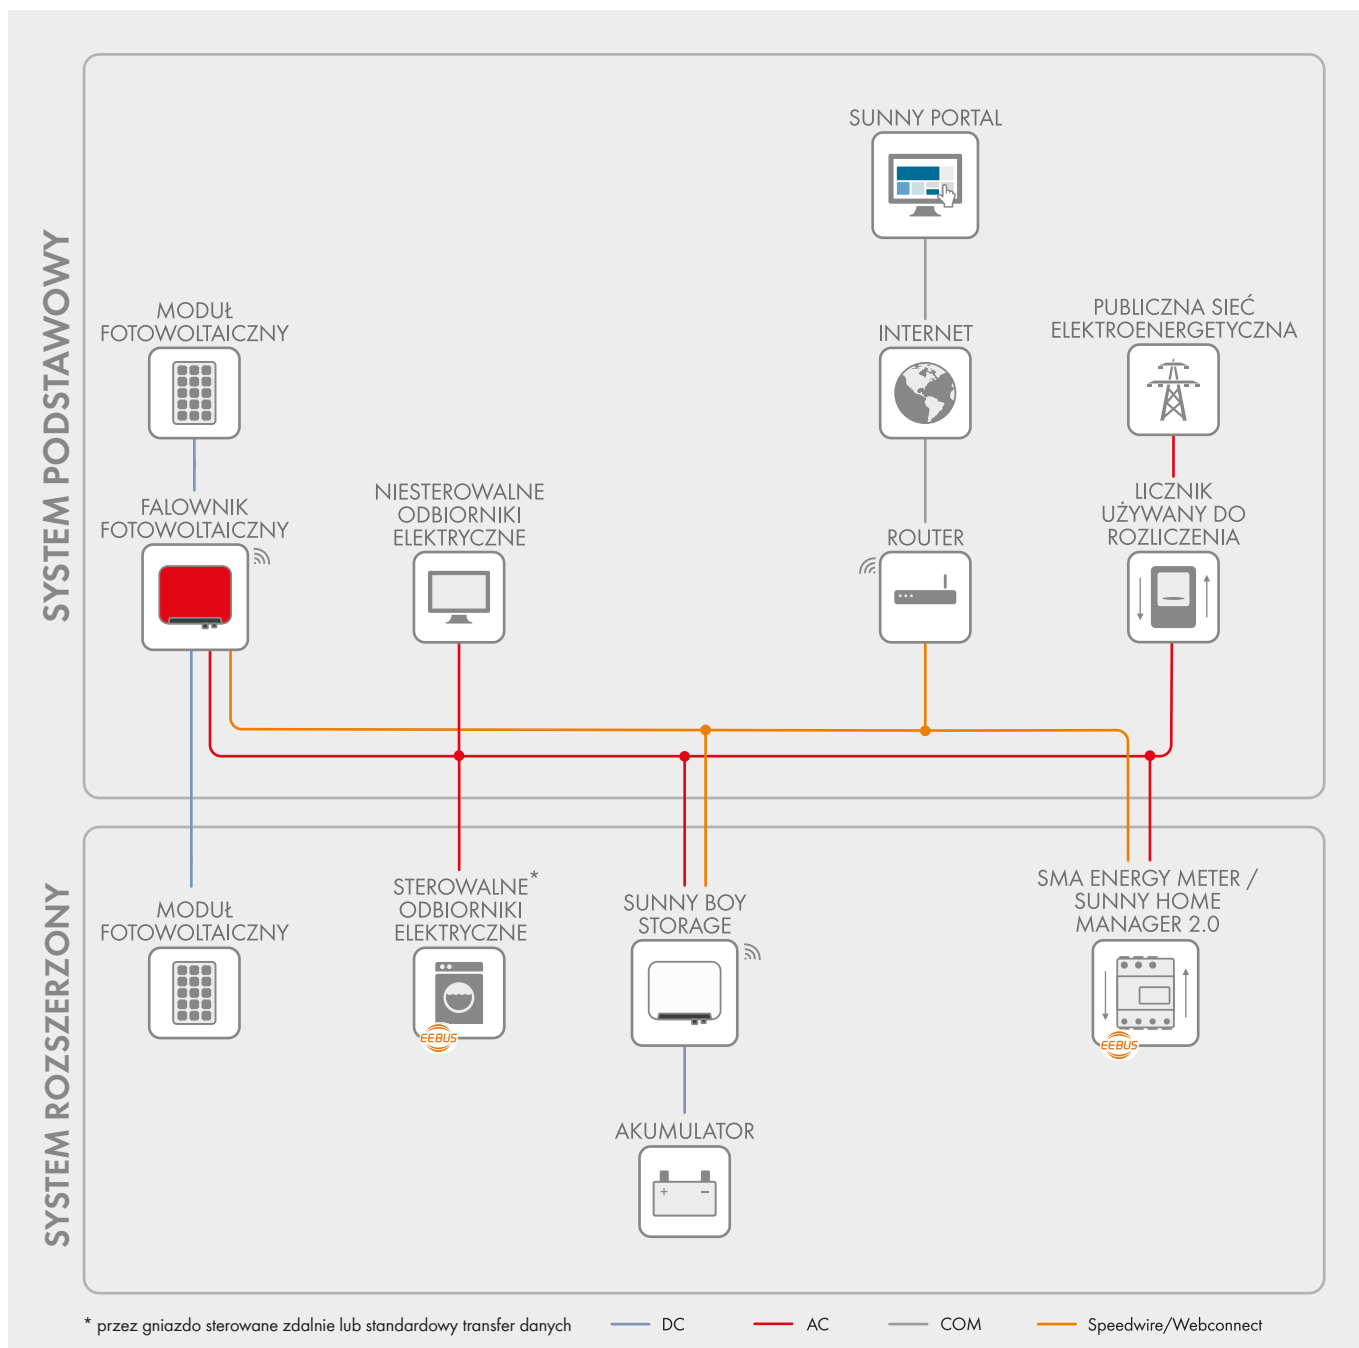 SYSTEM PODSTAWOWY
SUNNY PORTAL
MODUŁ
FOTOWOLTAICZNY
INTERNET
PUBLICZNA SIEĆ
ELEKTROENERGETYCZNA
FALOWNIK
FOTOWOLTAICZNY
NIESTEROWALNE
ODBIORNIKI
ELEKTRYCZNE
ROUTER
LICZNIK
UŻYWANY DO
ROZLICZENIA
SYSTEM ROZSZERZONY
MODUŁ
FOTOWOLTAICZNY
STEROWALNE*
ODBIORNIKI
ELEKTRYCZNE
EEBUS
SUNNY BOY
STORAGE
SMA ENERGY METER /
SUNNY HOME
MANAGER 2.0
EEBUS
AKUMULATOR
+ −
* przez gniazdo sterowane zdalnie lub standardowy transfer danych
DC
AC
COM
Speedwire/Webconnect